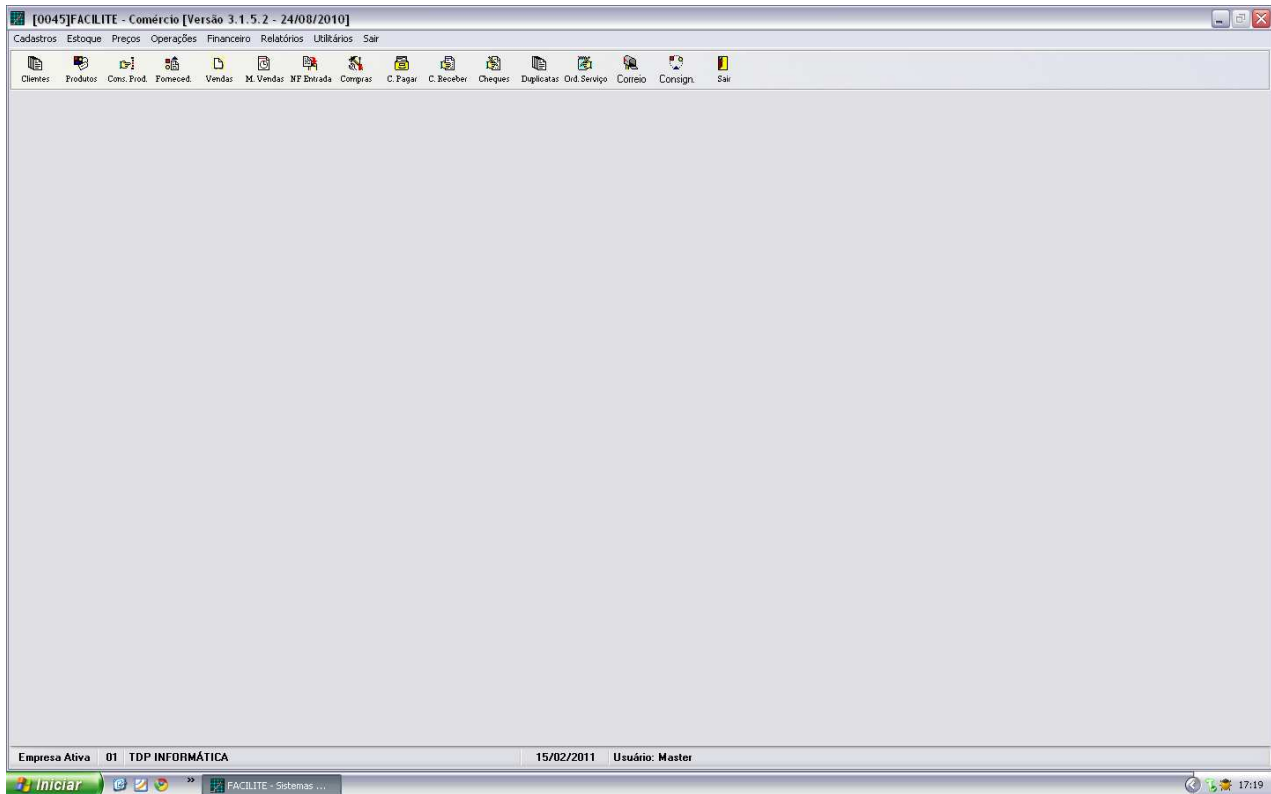 [0045]FACILITE - Comércio [Versão 3.1.5.2 - 24/08/2010]
Cadastros Estoque Preços Operações Financeiro Relatórios Utilitários Sair
Clientes Produtos Cons. Prod. Forneced. Vendas M. Vendas NF Entrada Compras C. Pagar C. Receber Cheques Duplicatas Ord. Serviço Correio Consign. Sair
Empresa Ativa 01 TDP INFORMÁTICA 15/02/2011 Usuário: Master
Iniciar » FACILITE - Sistemas ... 17:19